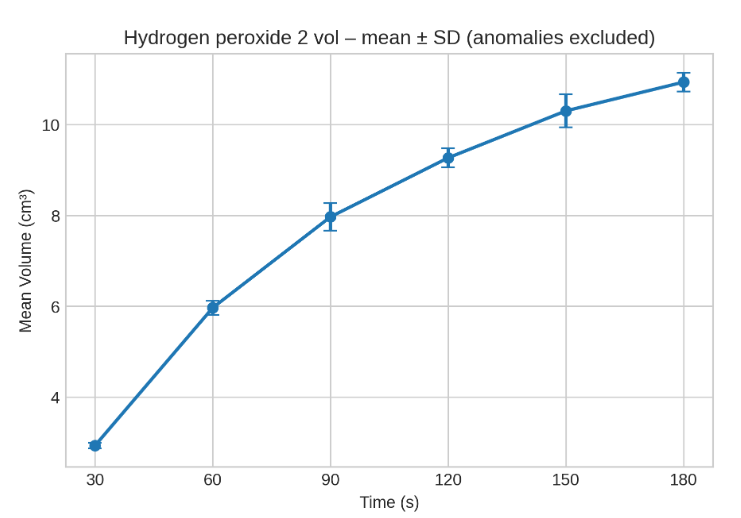 Hydrogen peroxide 2 vol – mean ± SD (anomalies excluded)
10
8
6
4
Mean Volume (cm³)
30 60 90 120 150 180
Time (s)